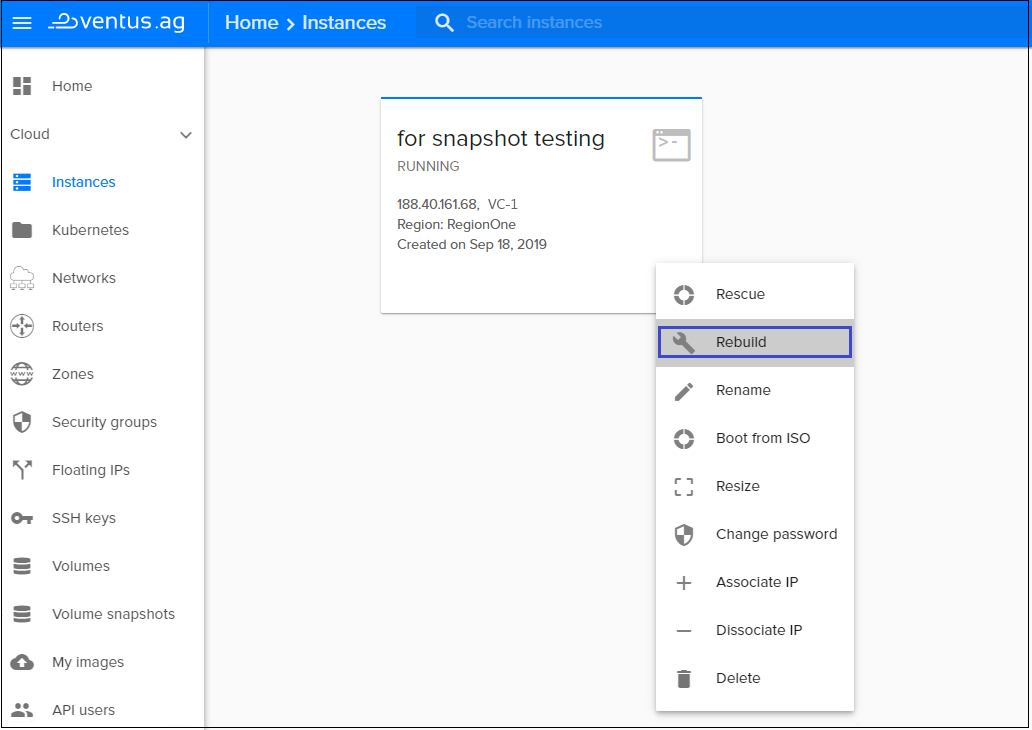 ventus.ag
Home > Instances
Search instances
Home
Cloud
Instances
Kubernetes
Networks
Routers
Zones
Security groups
Floating IPs
SSH keys
Volumes
Volume snapshots
My images
API users
for snapshot testing
RUNNING
188.40.161.68, VC-1
Region: RegionOne
Created on Sep 18, 2019
Rescue
Rebuild
Rename
Boot from ISO
Resize
Change password
Associate IP
Dissociate IP
Delete